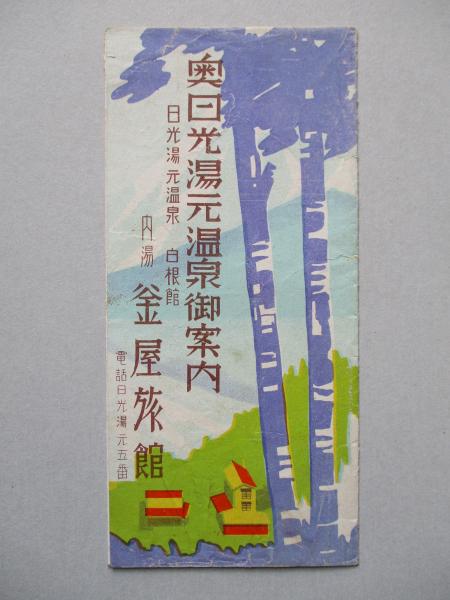 奥日光湯元温泉御案内
日光湯元温泉 白根館
内湯 釜屋旅館
電話日光湯元五番